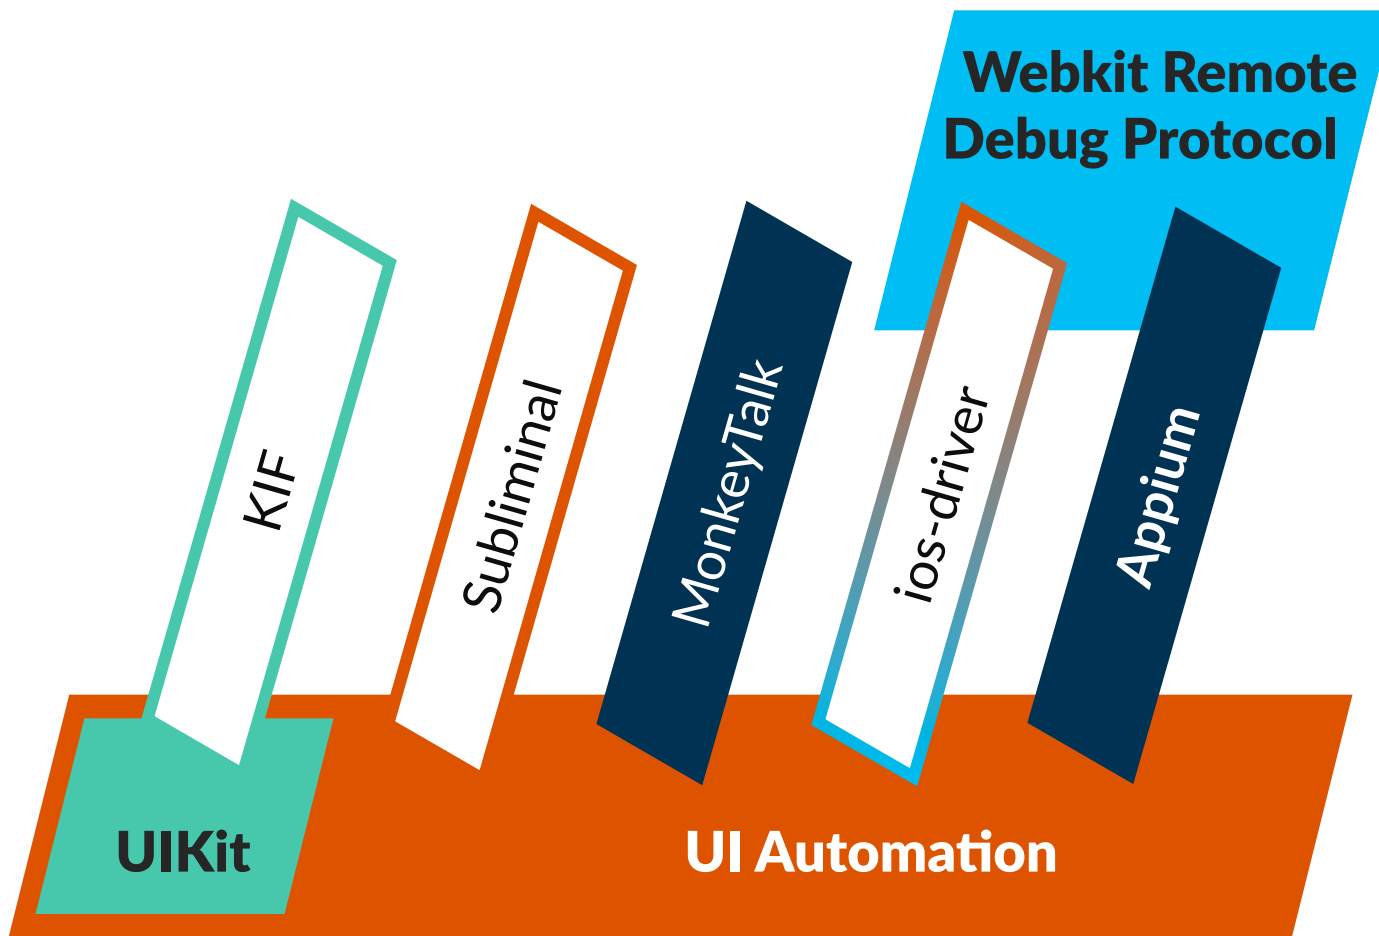 Webkit Remote
Debug Protocol
KIF
Subliminal
MonkeyTalk
ios-driver
Appium
UIKit
UI Automation